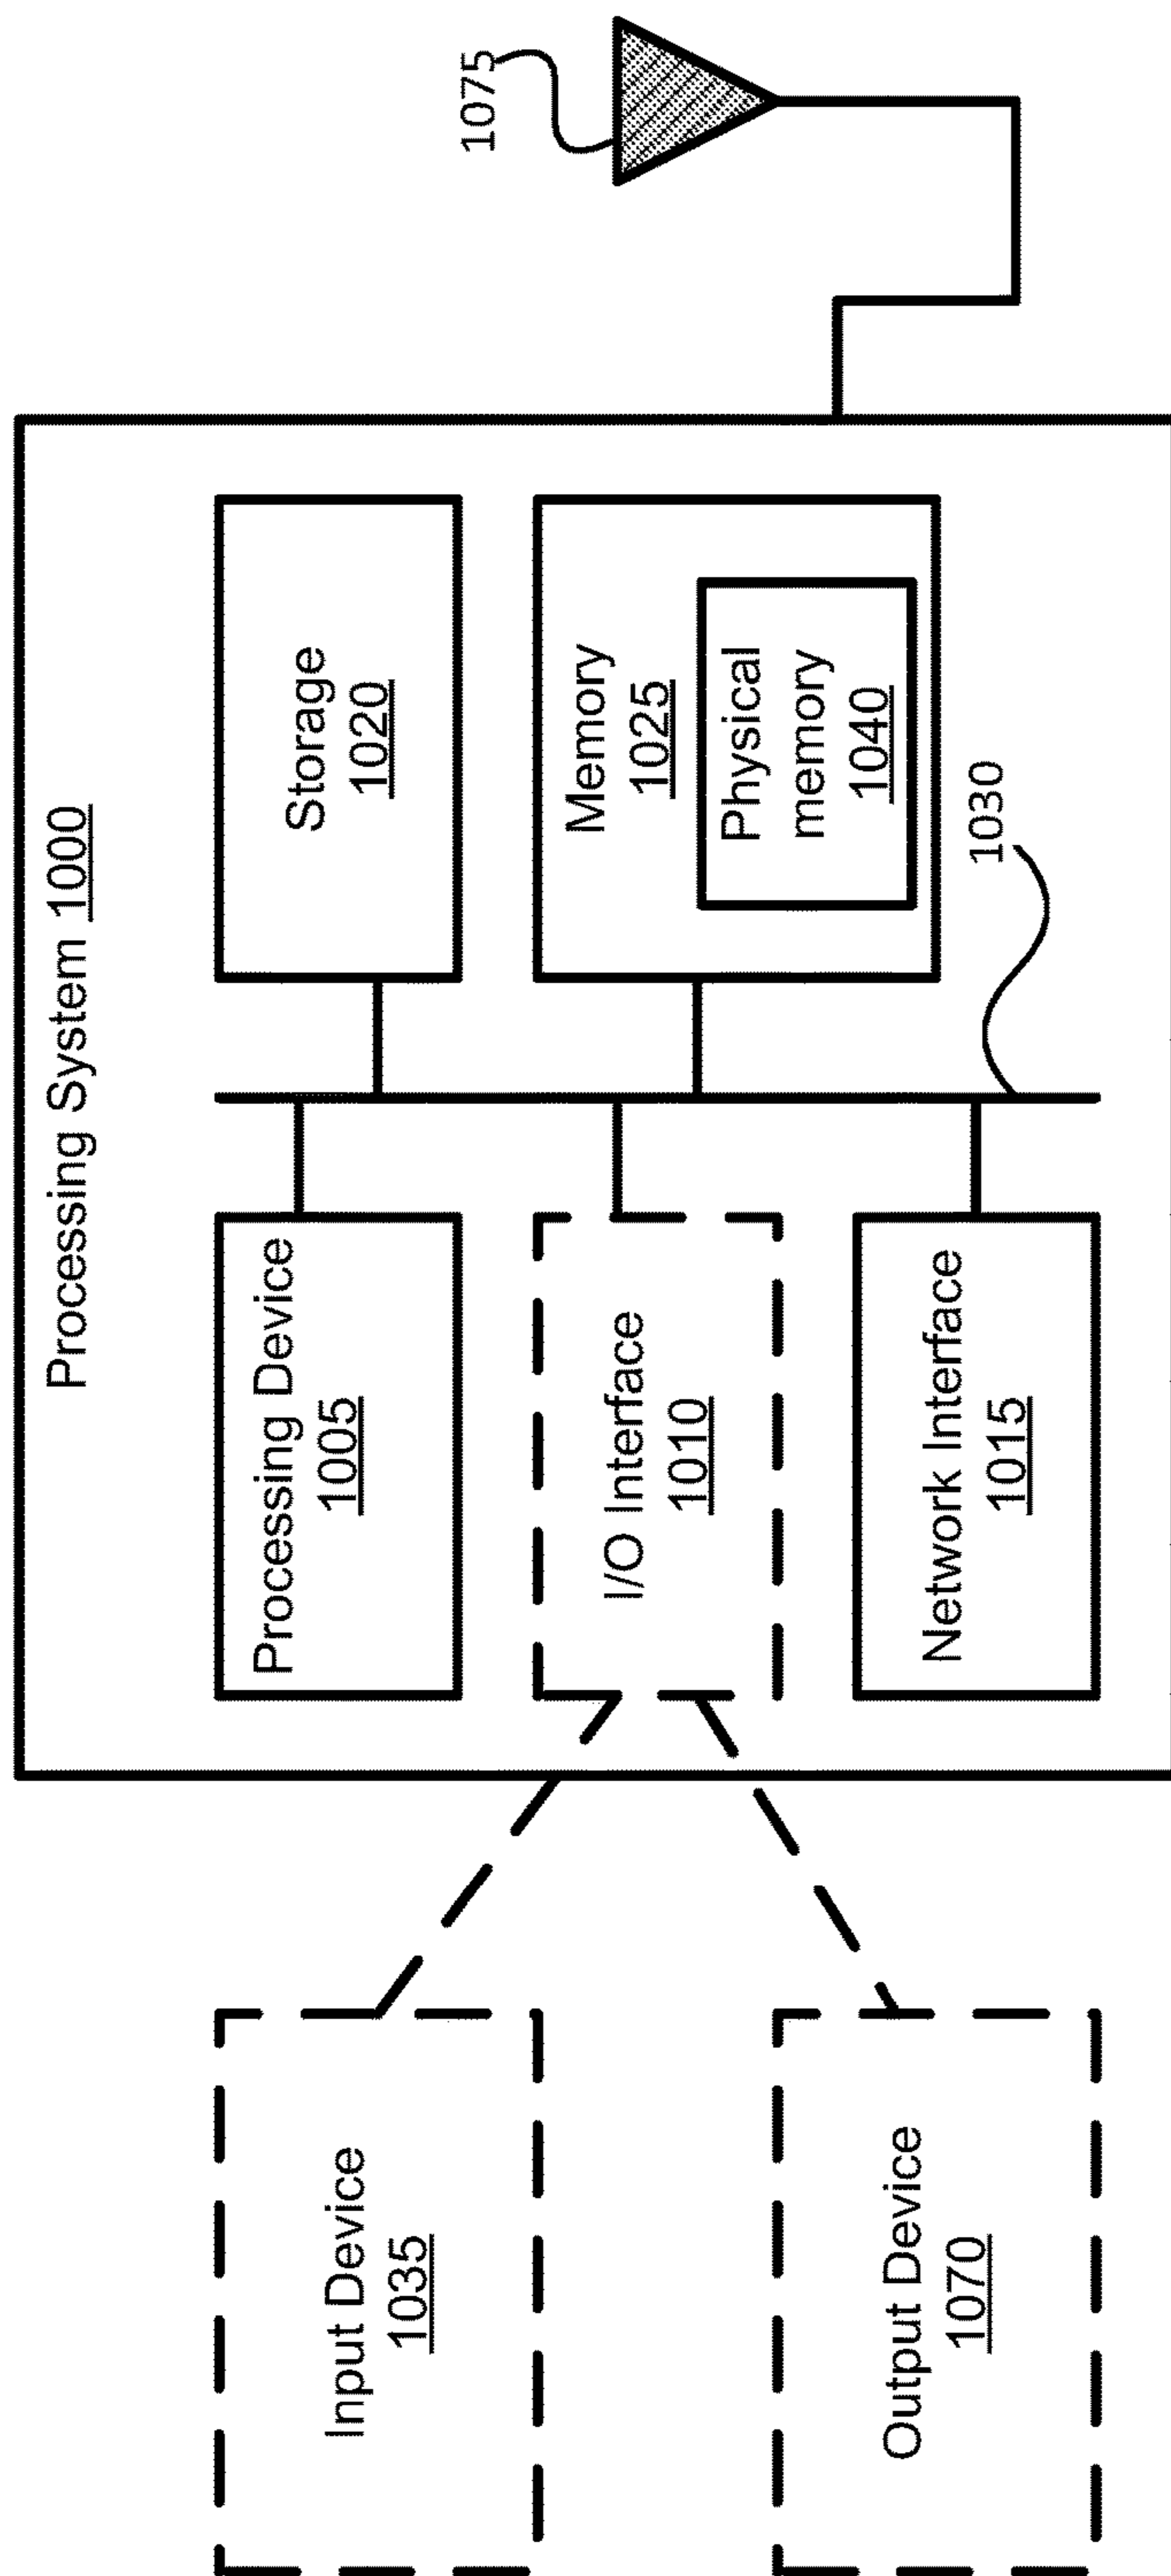 Processing System 1000
Input Device
1035
Processing Device
1005
Storage
1020
I/O Interface
1010
Memory
1025
Physical
memory
1040
Output Device
1070
Network Interface
1015
1030
1075